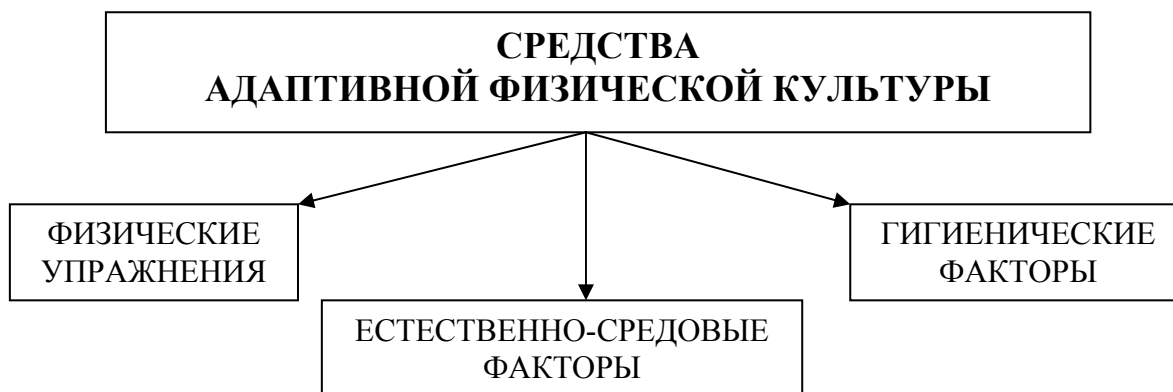 СРЕДСТВА
АДАПТИВНОЙ ФИЗИЧЕСКОЙ КУЛЬТУРЫ
ФИЗИЧЕСКИЕ
УПРАЖНЕНИЯ
ЕСТЕСТВЕННО-СРЕДОВЫЕ
ФАКТОРЫ
ГИГИЕНИЧЕСКИЕ
ФАКТОРЫ